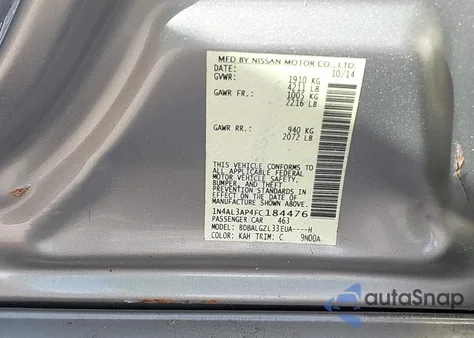 MFD BY NISSAN MOTOR CO., LTD.
DATE: 10/14
GVWR: 1910 KG
4211 LB
GAWR FR.: 1005 KG
2216 LB
GAWR RR.: 940 KG
2072 LB
THIS VEHICLE CONFORMS TO
ALL APPLICABLE FEDERAL
MOTOR VEHICLE SAFETY,
BUMPER, AND THEFT
PREVENTION STANDARDS IN
EFFECT ON THE DATE OF
MANUFACTURE SHOWN ABOVE.
1N4AL3AP4FC184476
PASSENGER CAR 463
MODEL: BDBALGZL33EUA----H
COLOR: KAH TRIM: C 9N00A.
autoSnap